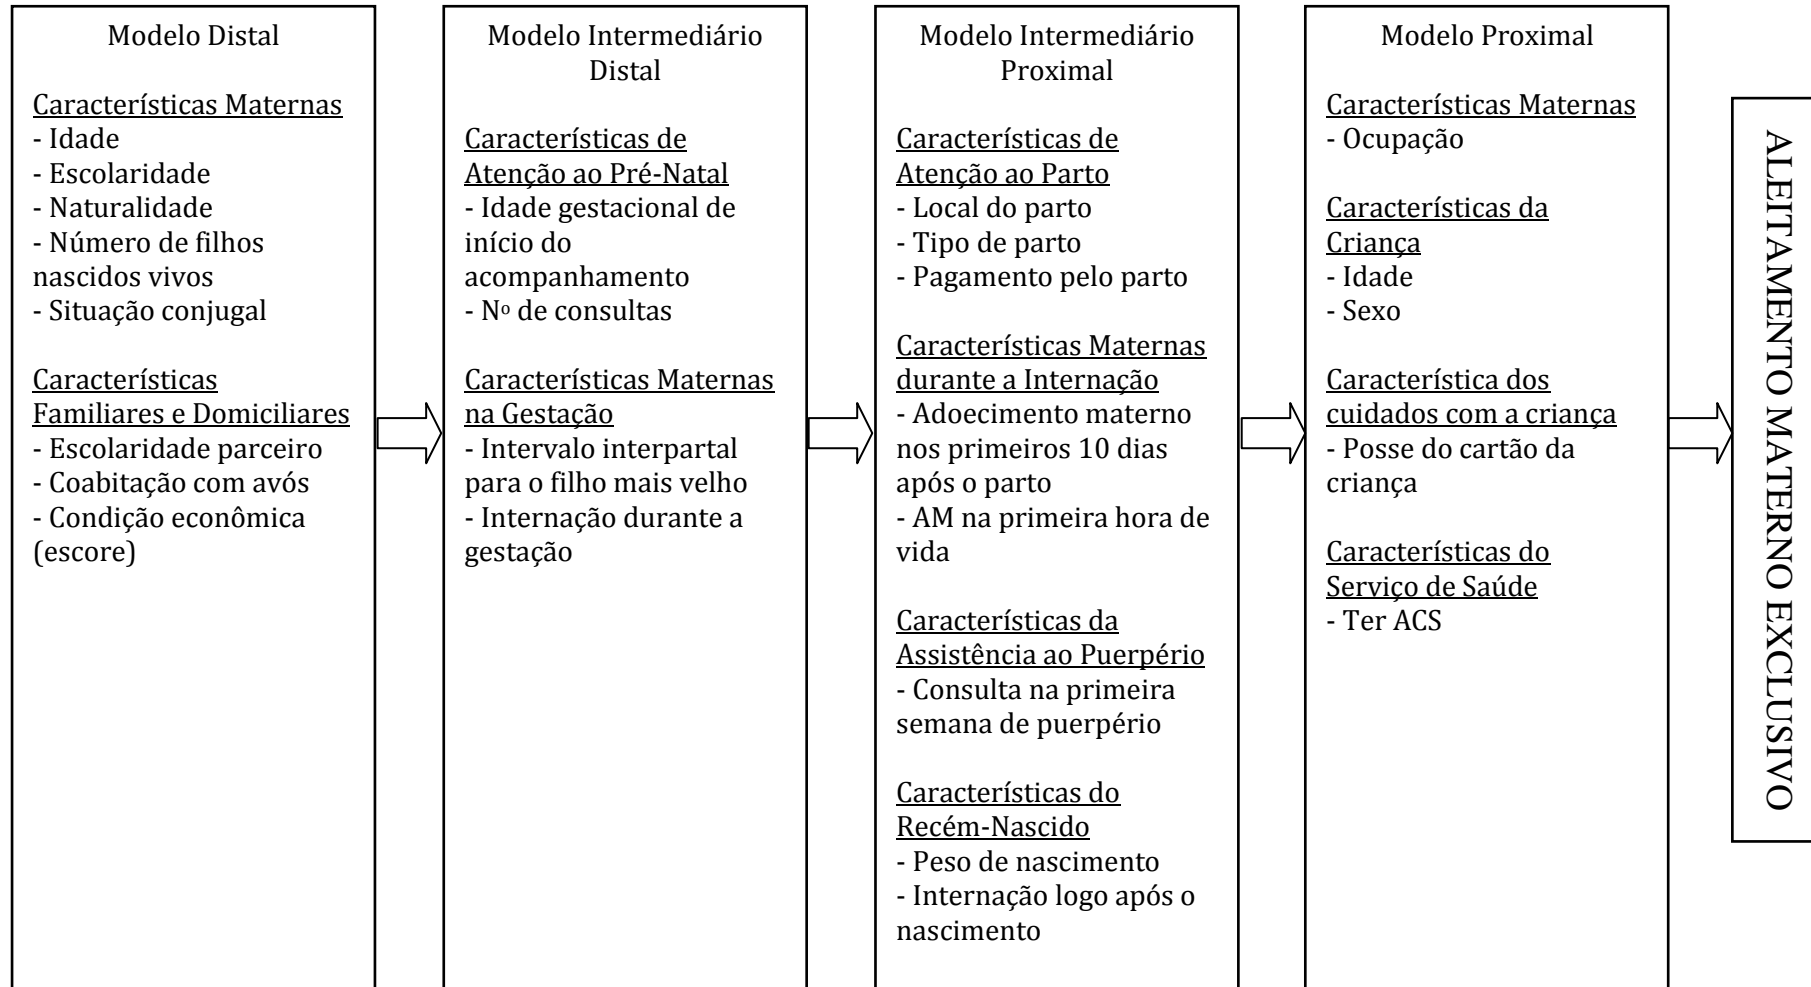 Modelo Distal
Características Maternas
- Idade
- Escolaridade
- Naturalidade
- Número de filhos
nascidos vivos
- Situação conjugal
Características
Familiares e Domiciliares
- Escolaridade parceiro
- Coabitação com avós
- Condição econômica
(escore)
Modelo Intermediário
Distal
Características de
Atenção ao Pré-Natal
- Idade gestacional de
início do
acompanhamento
- Nº de consultas
Características Maternas
na Gestação
- Intervalo interpartal
para o filho mais velho
- Internação durante a
gestação
Modelo Intermediário
Proximal
Características de
Atenção ao Parto
- Local do parto
- Tipo de parto
- Pagamento pelo parto
Características Maternas
durante a Internação
- Adoecimento materno
nos primeiros 10 dias
após o parto
- AM na primeira hora de
vida
Características da
Assistência ao Puerpério
- Consulta na primeira
semana de puerpério
Características do
Recém-Nascido
- Peso de nascimento
- Internação logo após o
nascimento
Modelo Proximal
Características Maternas
- Ocupação
Características da
Criança
- Idade
- Sexo
Característica dos
cuidados com a criança
- Posse do cartão da
criança
Características do
Serviço de Saúde
- Ter ACS
ALEITAMENTO MATERNO EXCLUSIVO